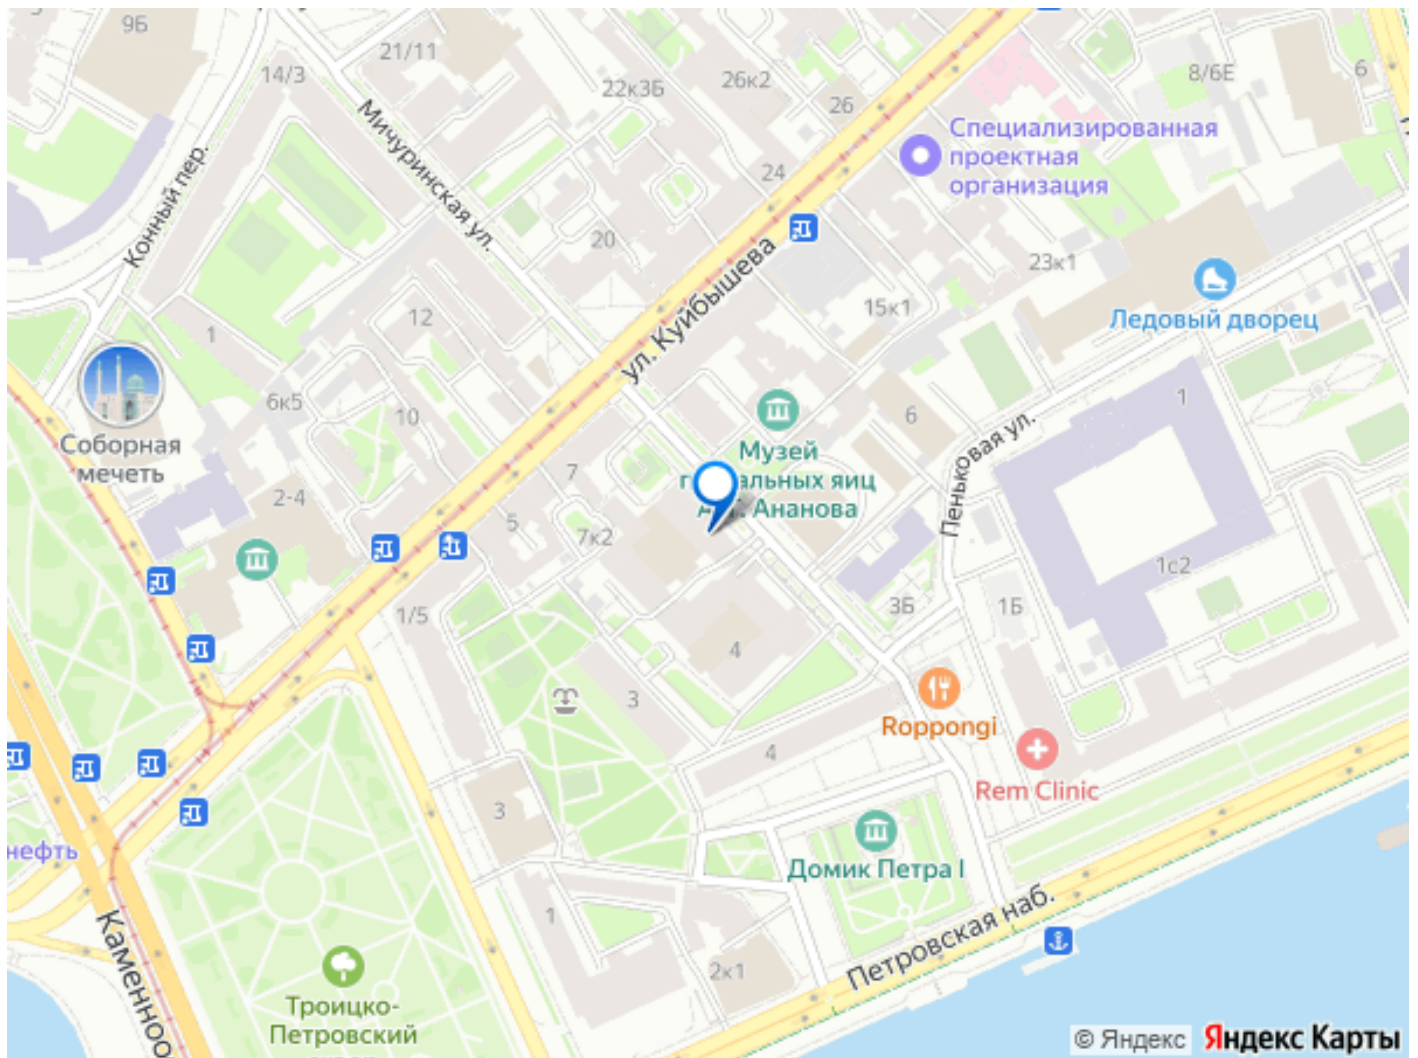 9Б
21/11
14/3
22к3Б
26к2
26
8/6Е
6
Мичуринская ул.
Конный пер.
Специализированная
проектная
организация
24
20
ул. Куйбышева
23к1
15к1
Ледовый дворец
12
1
6к5
10
Соборная
мечеть
2-4
7
5
7к2
6
Музей
альных яиц
Ананова
Пеньковая ул.
1
1с2
3Б
1Б
1/5
4
3
4
3
Roppongi
Rem Clinic
Домик Петра I
Петровская наб.
нефть
Каменноо
1
2к1
Троицко-
Петровский
© Яндекс
Яндекс Карты